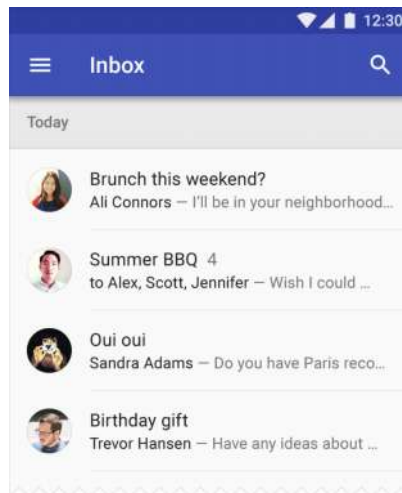 12:30
Inbox
Today
Brunch this weekend?
Ali Connors — I'll be in your neighborhood...
Summer BBQ 4
to Alex, Scott, Jennifer — Wish I could ...
Oui oui
Sandra Adams — Do you have Paris reco...
Birthday gift
Trevor Hansen — Have any ideas about ...